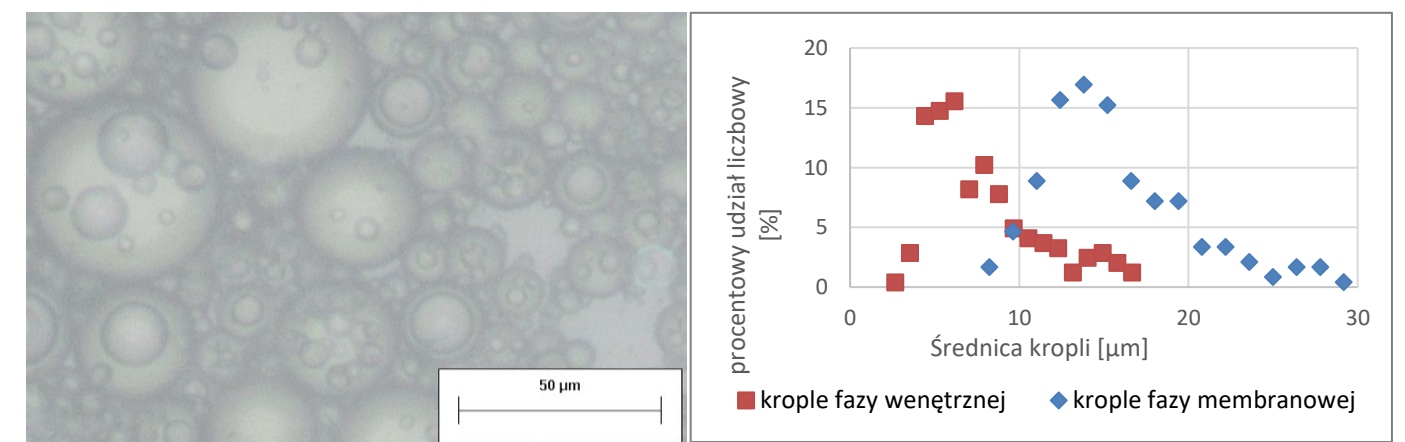 50 µm
procentowy udział liczbowy
[%]
20
15
10
5
0
0 10 20 30
Średnica kropli [µm]
krople fazy wenętrznej krople fazy membranowej